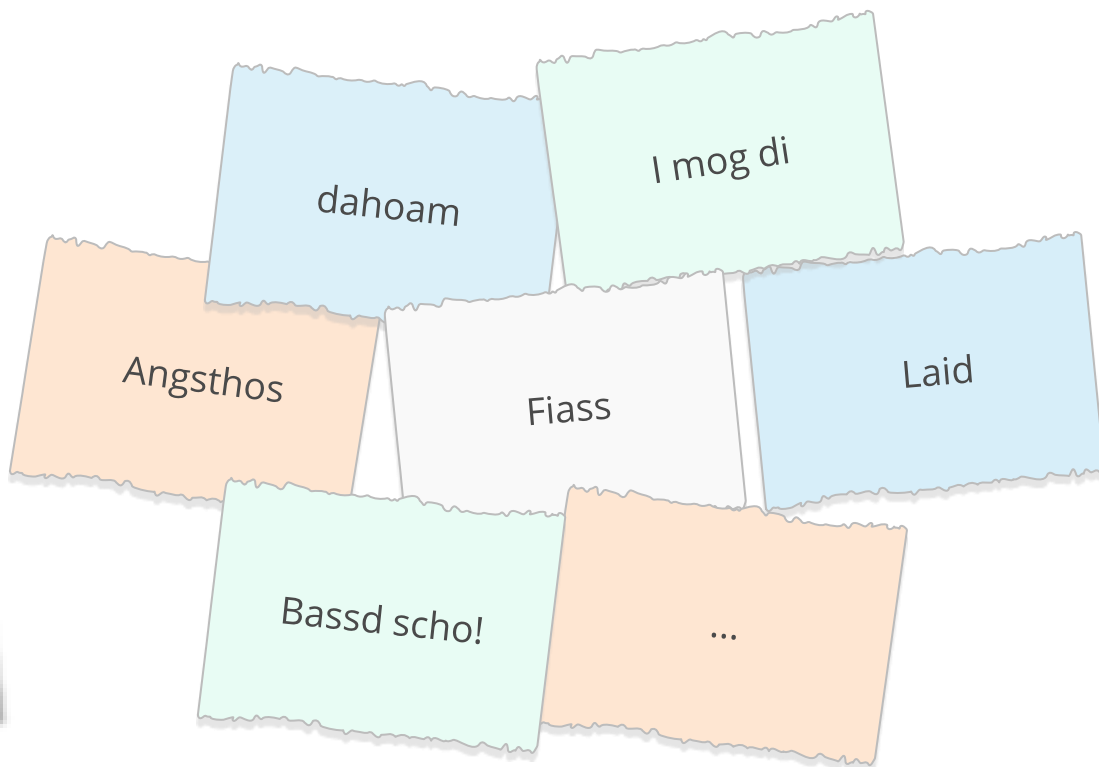 dahoam
I mog di
Angsthos
Fiass
Laid
Bassd scho!
...